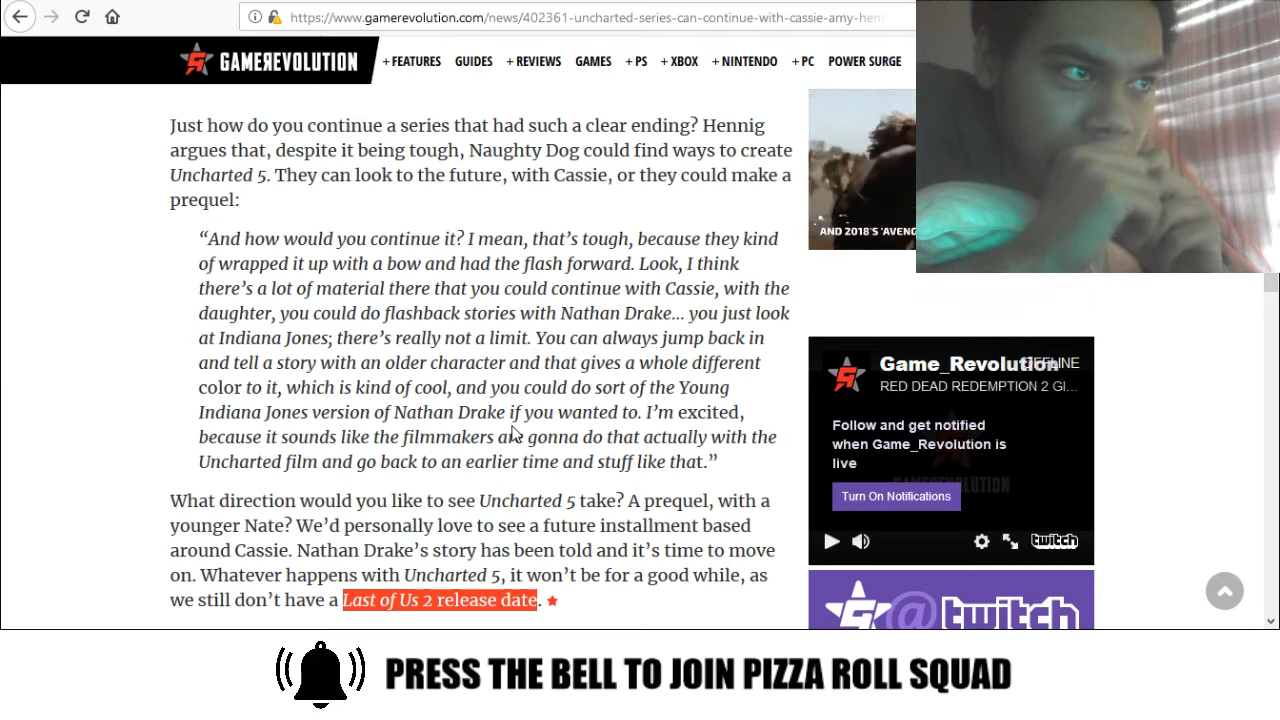 https://www.gamerevolution.com/news/402361-uncharted-series-can-continue-with-cassie-amy-henn
GAMEREVOLUTION
+ FEATURES GUIDES + REVIEWS GAMES + PS + XBOX + NINTENDO + PC POWER SURGE
Just how do you continue a series that had such a clear ending? Hennig
argues that, despite it being tough, Naughty Dog could find ways to create
Uncharted 5. They can look to the future, with Cassie, or they could make a
prequel:
“And how would you continue it? I mean, that’s tough, because they kind
of wrapped it up with a bow and had the flash forward. Look, I think
there’s a lot of material there that you could continue with Cassie, with the
daughter, you could do flashback stories with Nathan Drake… you just look
at Indiana Jones; there’s really not a limit. You can always jump back in
and tell a story with an older character and that gives a whole different
color to it, which is kind of cool, and you could do sort of the Young
Indiana Jones version of Nathan Drake if you wanted to. I’m excited,
because it sounds like the filmmakers are gonna do that actually with the
Uncharted film and go back to an earlier time and stuff like that.”
What direction would you like to see Uncharted 5 take? A prequel, with a
younger Nate? We’d personally love to see a future installment based
around Cassie. Nathan Drake’s story has been told and it’s time to move
on. Whatever happens with Uncharted 5, it won’t be for a good while, as
we still don’t have a Last of Us 2 release date.
AND 2018'S 'AVENG
Game_Revolution OFFLINE
RED DEAD REDEMPTION 2 GI...
Follow and get notified
when Game_Revolution is
live
GAMEREVOLUTION
Turn On Notifications
twitch
@twitch
PRESS THE BELL TO JOIN PIZZA ROLL SQUAD